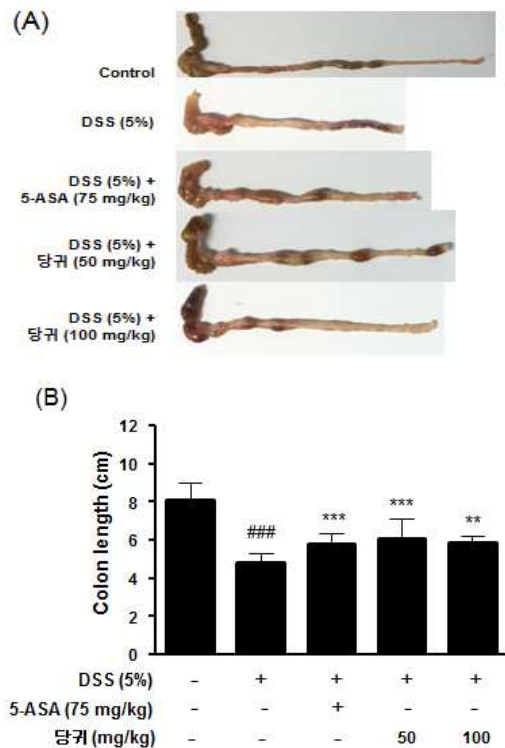 (A)
Control
DSS (5%)
DSS (5%) +
5-ASA (75 mg/kg)
DSS (5%) +
당귀 (50 mg/kg)
DSS (5%) +
당귀 (100 mg/kg)
(B)
Colon length (cm)
12
10
8
6
4
2
0
### *** *** **
DSS (5%) - + + + +
5-ASA (75 mg/kg) - - + - -
당귀 (mg/kg) - - - 50 100